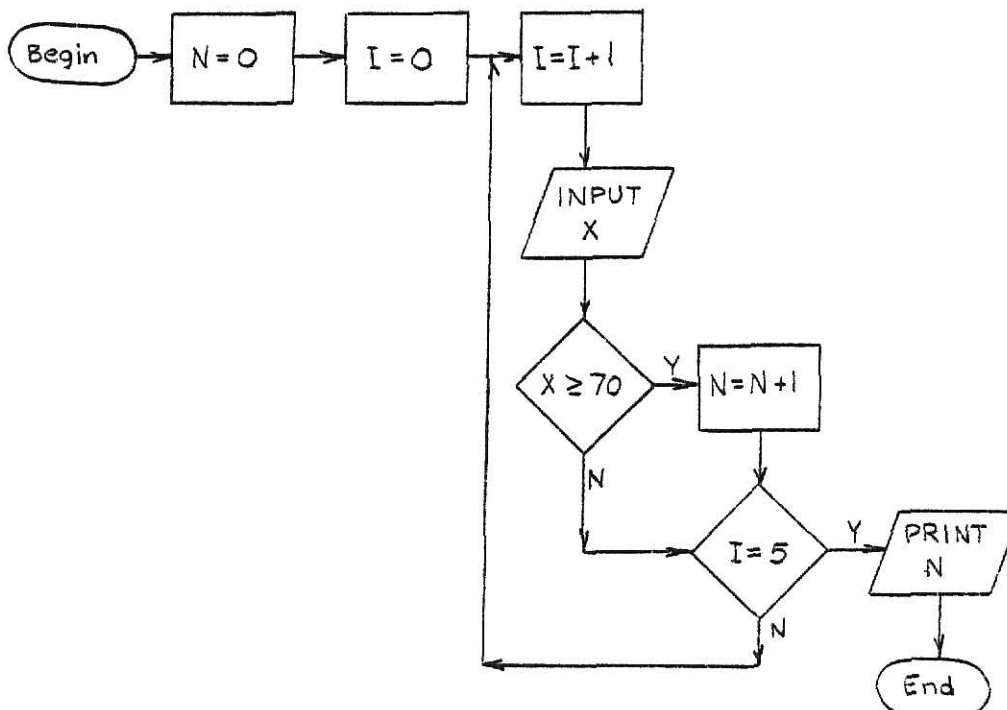 Begin
N=0
I=0
I=I+1
INPUT
X
X ≥ 70
Y
N=N+1
N
I=5
Y
PRINT
N
N
End